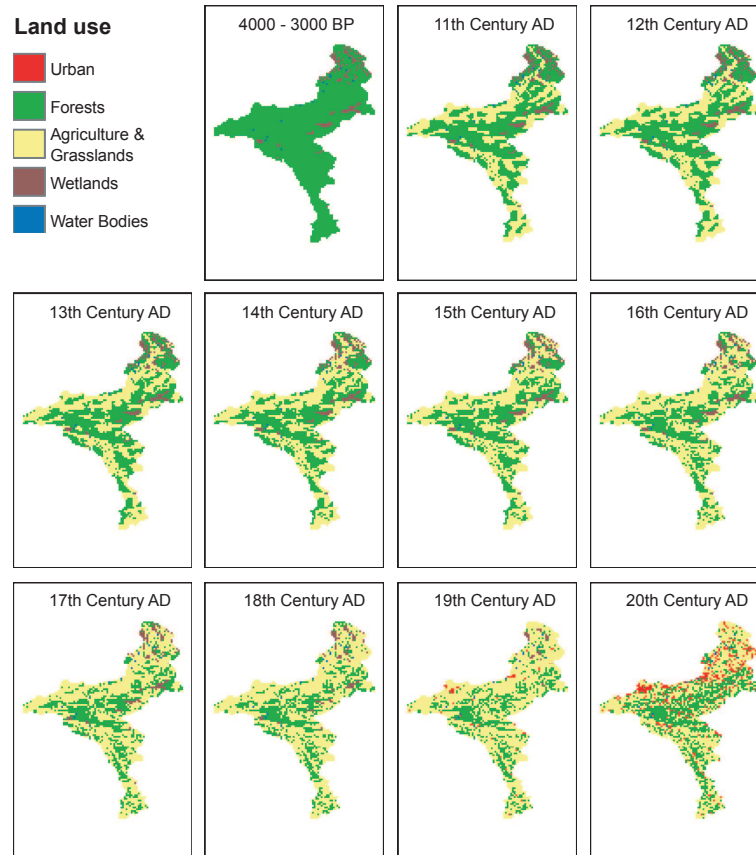 Land use
Urban
Forests
Agriculture &
Grasslands
Wetlands
Water Bodies
4000 - 3000 BP
11th Century AD
12th Century AD
13th Century AD
14th Century AD
15th Century AD
16th Century AD
17th Century AD
18th Century AD
19th Century AD
20th Century AD